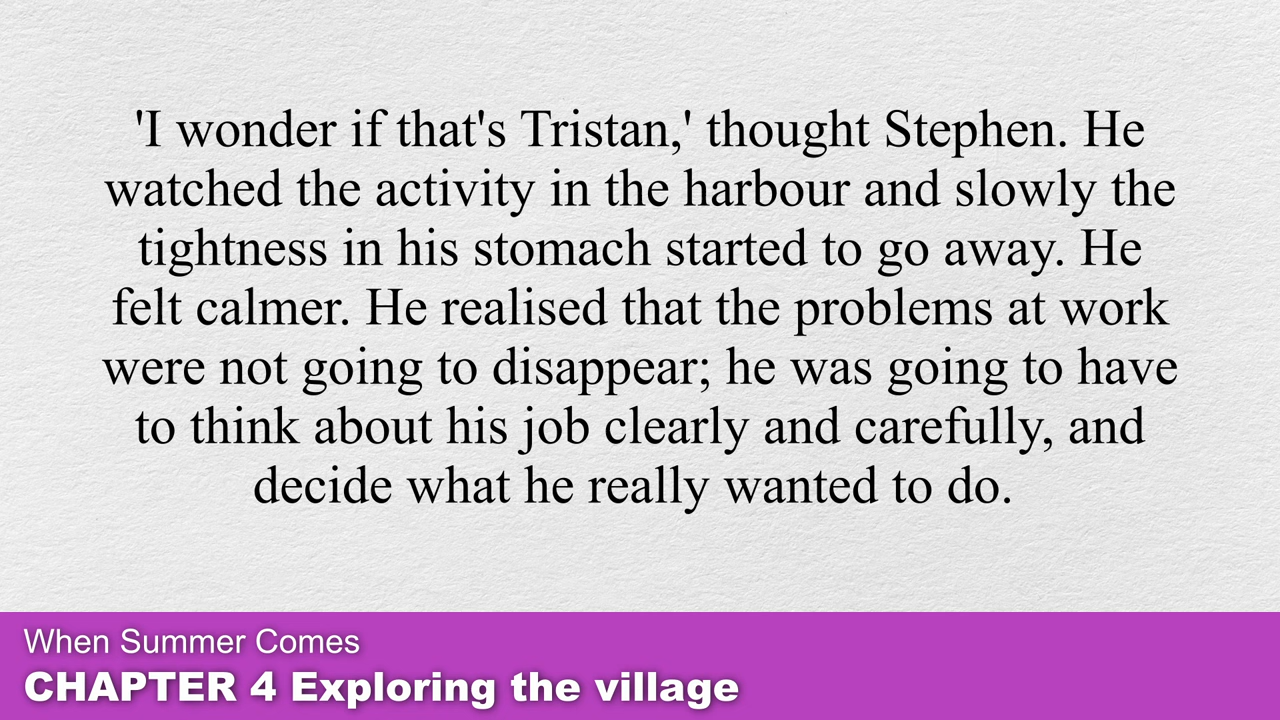 'I wonder if that's Tristan,' thought Stephen. He
watched the activity in the harbour and slowly the
tightness in his stomach started to go away. He
felt calmer. He realised that the problems at work
were not going to disappear; he was going to have
to think about his job clearly and carefully, and
decide what he really wanted to do.
When Summer Comes
CHAPTER 4 Exploring the village